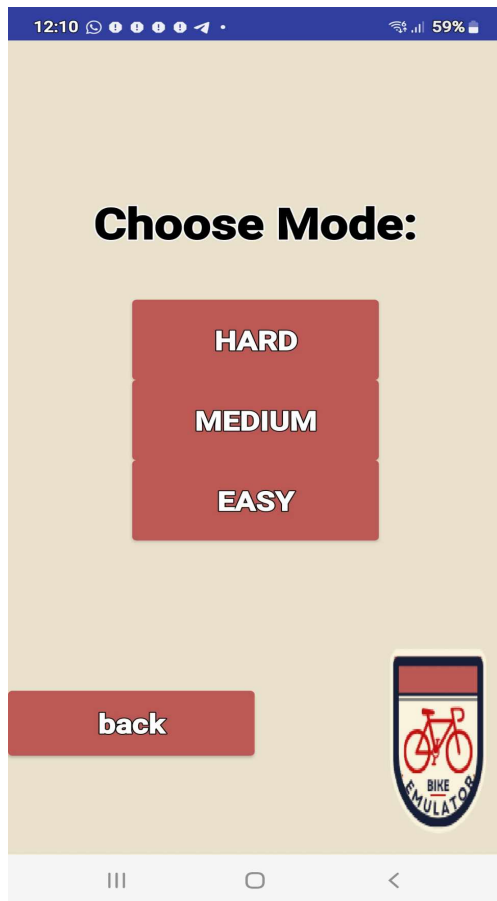 12:10 59%
Choose Mode:
HARD
MEDIUM
EASY
back
BIKE
EMULATOR